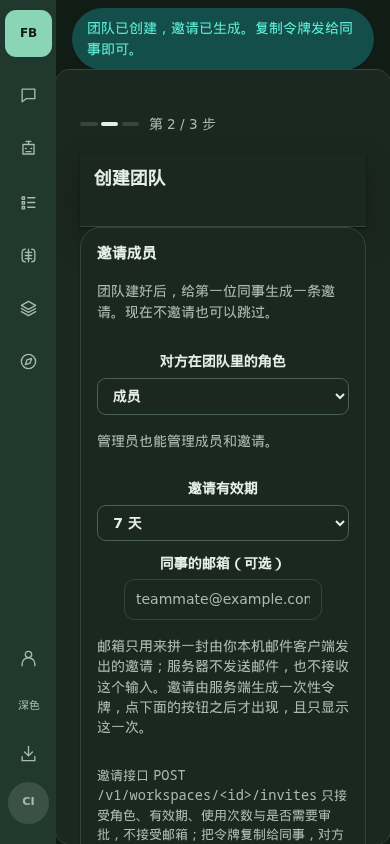 FB
团队已创建，邀请已生成。复制令牌发给同
事即可。
第 2 / 3 步
创建团队
邀请成员
团队建好后，给第一位同事生成一条邀
请。现在不邀请也可以跳过。
对方在团队里的角色
成员
管理员也能管理成员和邀请。
邀请有效期
7 天
同事的邮箱（可选）
teammate@example.com
邮箱只用来拼一封由你本机邮件客户端发
出的邀请；服务器不发送邮件，也不接收
这个输入。邀请由服务端生成一次性令
牌，点下面的按钮之后才出现，且只显示
这一次。
邀请接口 POST
/v1/workspaces/<id>/invites 只接
受角色、有效期、使用次数与是否需要审
批，不接受邮箱；把令牌复制给同事，对方
深色
CI